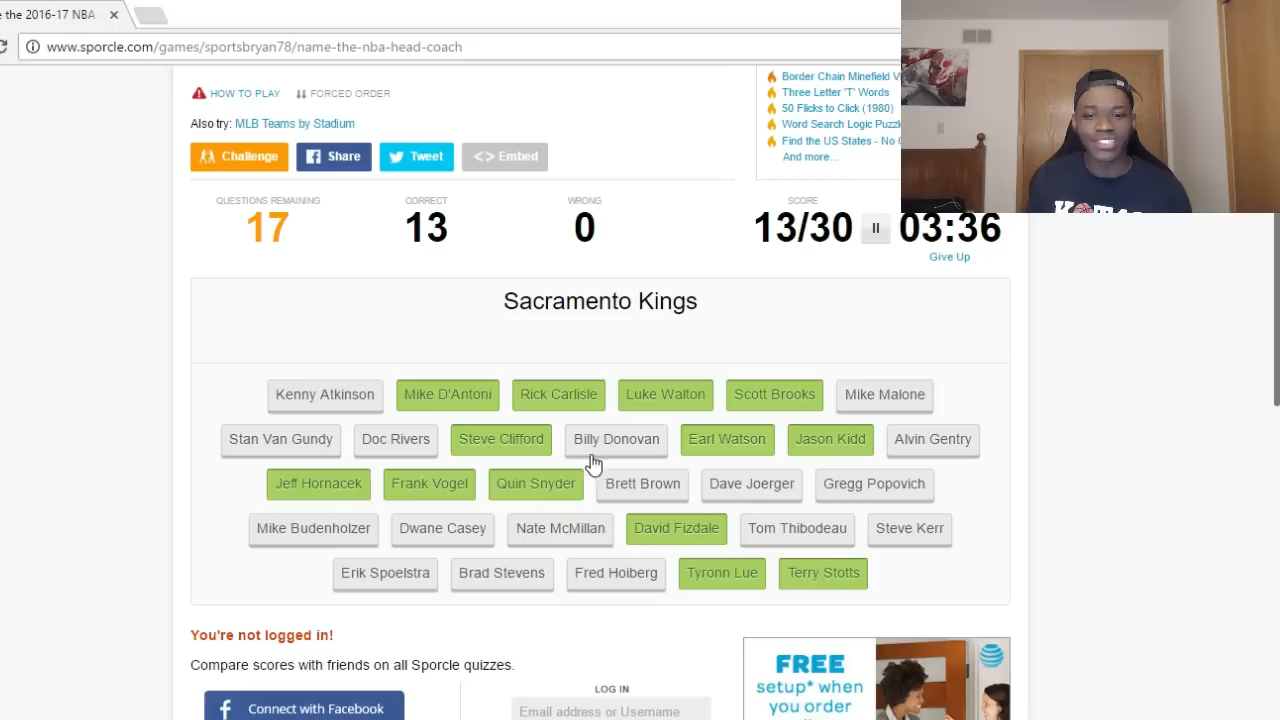 e the 2016-17 NBA
www.sporcle.com/games/sportsbryan78/name-the-nba-head-coach
HOW TO PLAY FORCED ORDER
Also try: MLB Teams by Stadium
Challenge Share Tweet <> Embed
Border Chain Minefield V
Three Letter 'T' Words
50 Flicks to Click (1980)
Word Search Logic Puzzl
Find the US States - No
And more...
QUESTIONS REMAINING CORRECT WRONG SCORE
17 13 0 13/30 03:36
Give Up
Sacramento Kings
Kenny Atkinson Mike D'Antoni Rick Carlisle Luke Walton Scott Brooks Mike Malone
Stan Van Gundy Doc Rivers Steve Clifford Billy Donovan Earl Watson Jason Kidd Alvin Gentry
Jeff Hornacek Frank Vogel Quin Snyder Brett Brown Dave Joerger Gregg Popovich
Mike Budenholzer Dwane Casey Nate McMillan David Fizdale Tom Thibodeau Steve Kerr
Erik Spoelstra Brad Stevens Fred Hoiberg Tyronn Lue Terry Stotts
You're not logged in!
Compare scores with friends on all Sporcle quizzes.
Connect with Facebook
LOG IN
Email address or Username
FREE
setup* when
you order